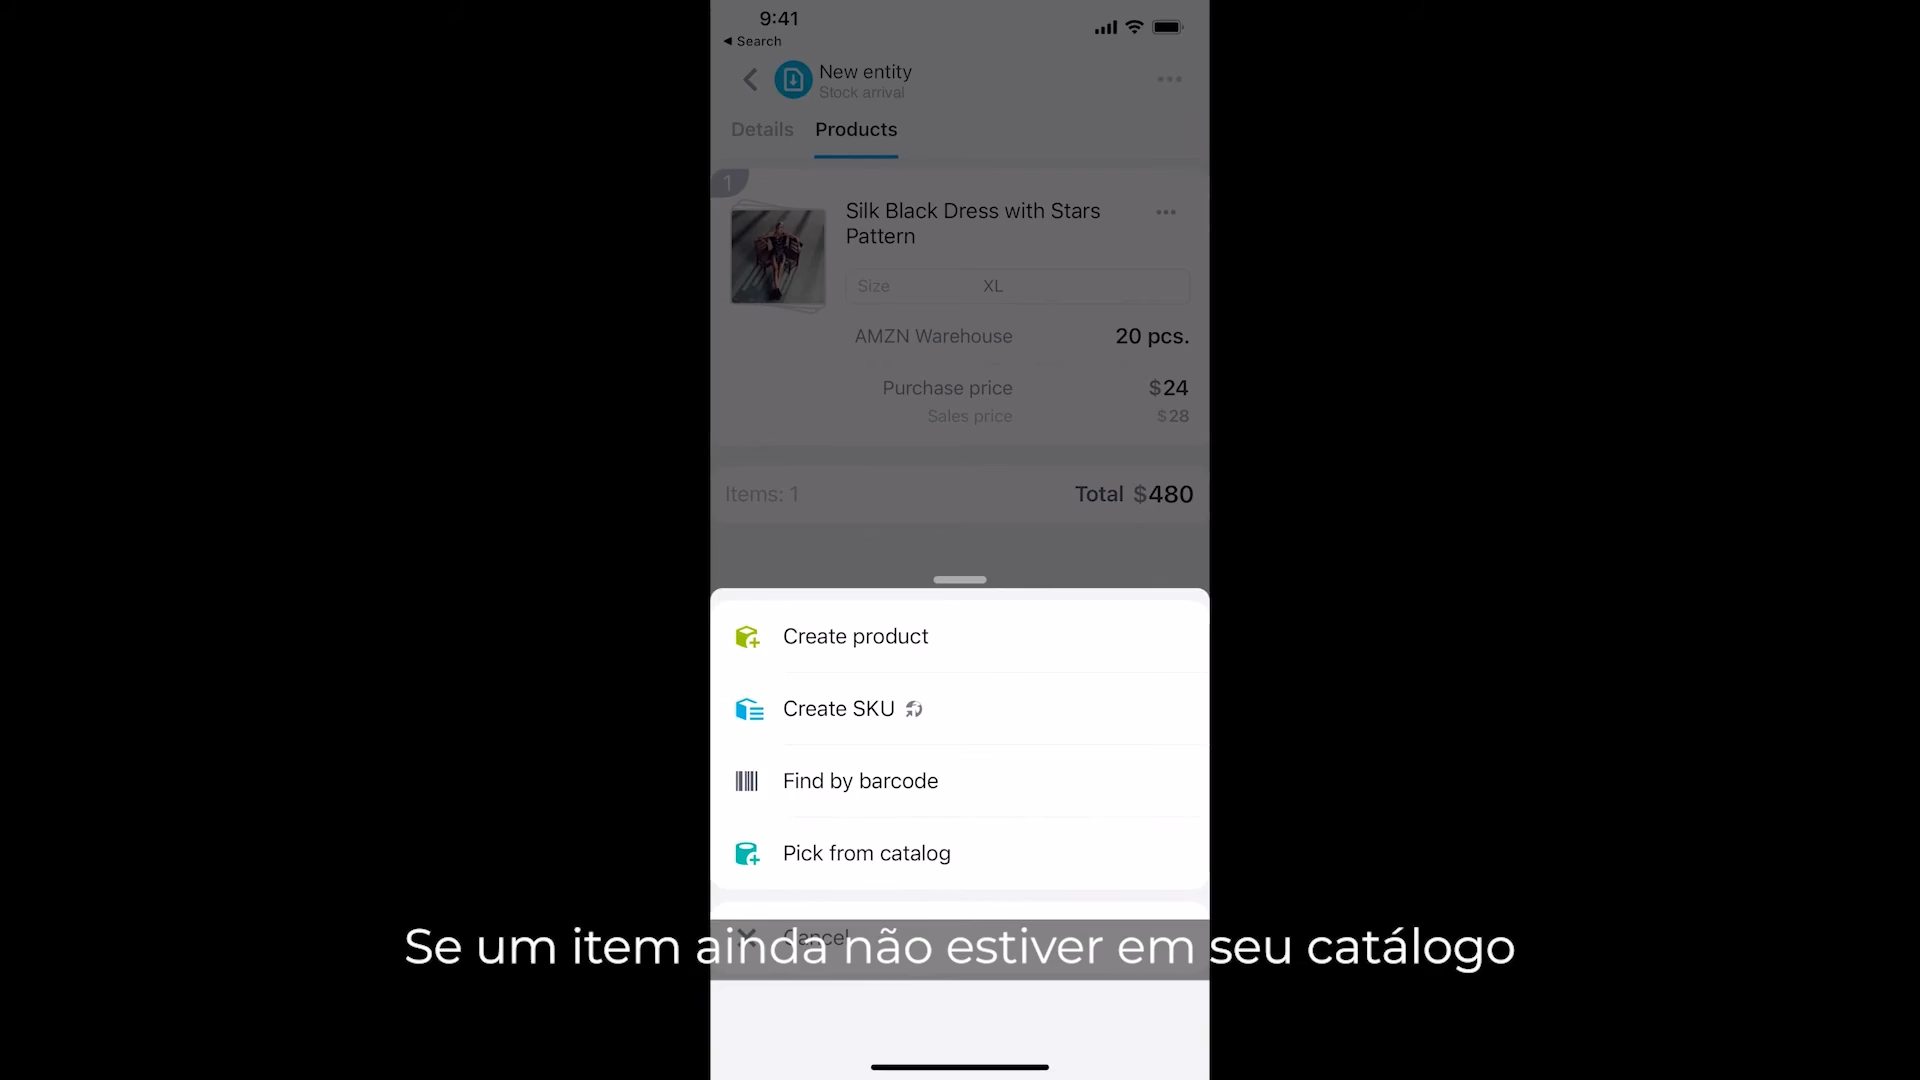 9:41
◀ Search
New entity
Stock arrival
Details Products
1
Silk Black Dress with Stars
Pattern
Size XL
AMZN Warehouse 20 pcs.
Purchase price $24
Sales price $28
Items: 1 Total $480
Create product
Create SKU
Find by barcode
Pick from catalog
Cancel
Se um item ainda não estiver em seu catálogo